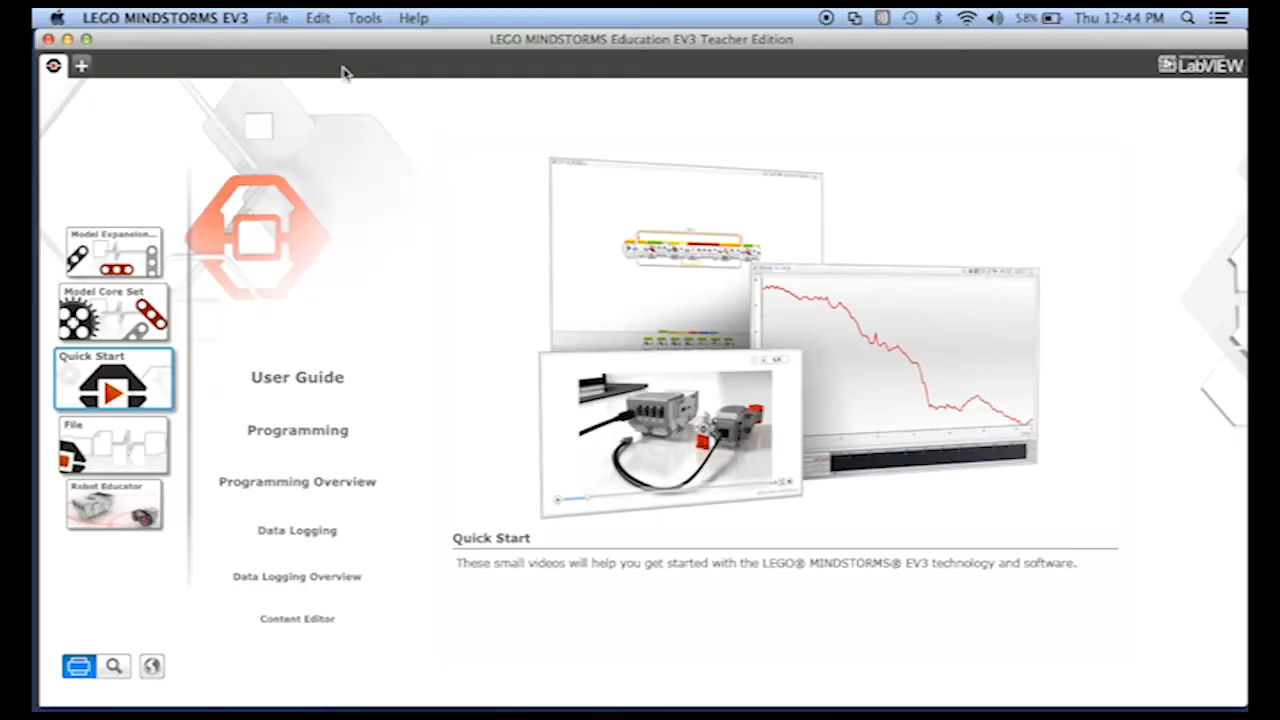 LEGO MINDSTORMS EV3 File Edit Tools Help 58% Thu 12:44 PM
LEGO MINDSTORMS Education EV3 Teacher Edition
LabVIEW
Model Expansion...
Model Core Set
Quick Start
File
Robot Educator
User Guide
Programming
Programming Overview
Data Logging
Data Logging Overview
Content Editor
Quick Start
These small videos will help you get started with the LEGO® MINDSTORMS® EV3 technology and software.